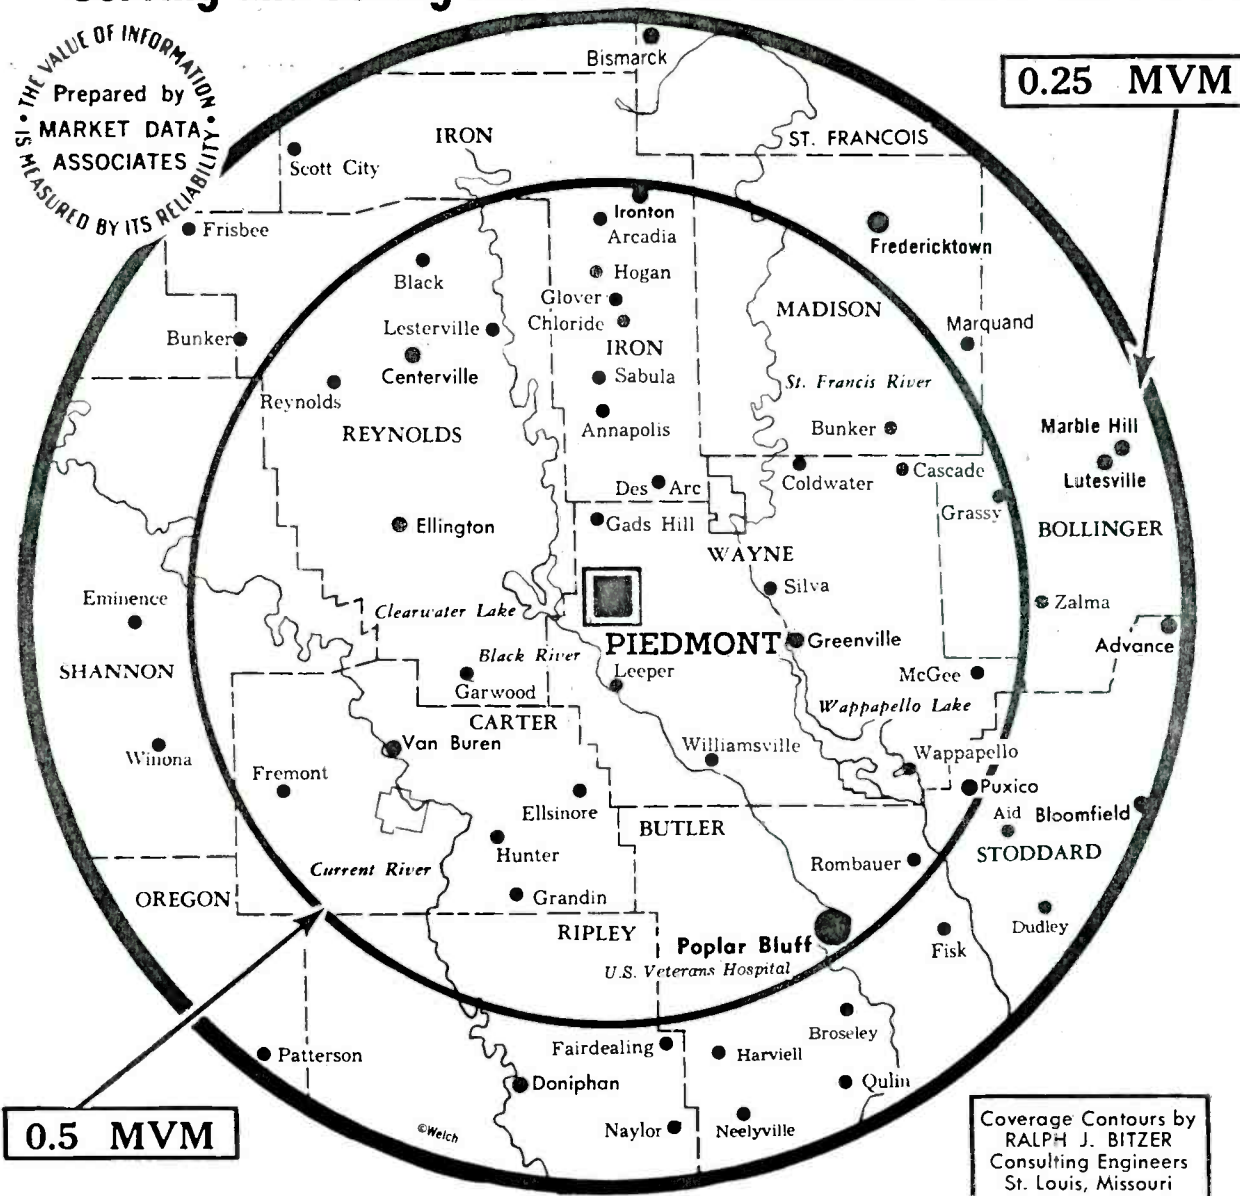 THE VALUE OF INFORMATION
IS MEASURED BY ITS RELIABILITY
Prepared by
MARKET DATA
ASSOCIATES
Bismarck
0.25 MVM
IRON
ST. FRANCOIS
Scott City
Ironton
Arcadia
Frisbee
Fredericktown
Black
Hogan
Glover
Chloride
MADISON
Lesterville
Marquand
Bunker
IRON
Centerville
Sabula
St. Francis River
Reynolds
REYNOLDS
Annapolis
Bunker
Marble Hill
Lutesville
Des Arc
Coldwater
Cascade
Grassy
Ellington
Gads Hill
BOLLINGER
WAYNE
Silva
Eminence
Clearwater Lake
Zalma
PIEDMONT
Greenville
Advance
SHANNON
Black River
Leeper
McGee
Garwood
Wappapello Lake
CARTER
Van Buren
Williamsville
Wappapello
Winona
Fremont
Puxico
Ellsinore
Aid
Bloomfield
BUTLER
Hunter
STODDARD
Rombauer
Current River
OREGON
Grandin
Dudley
RIPLEY
Poplar Bluff
Fisk
U.S. Veterans Hospital
Broseley
Patterson
Fairdealing
Harviell
Doniphan
Qulin
0.5 MVM
©Welch
Naylor
Neelyville
Coverage Contours by
RALPH J. BITZER
Consulting Engineers
St. Louis, Missouri